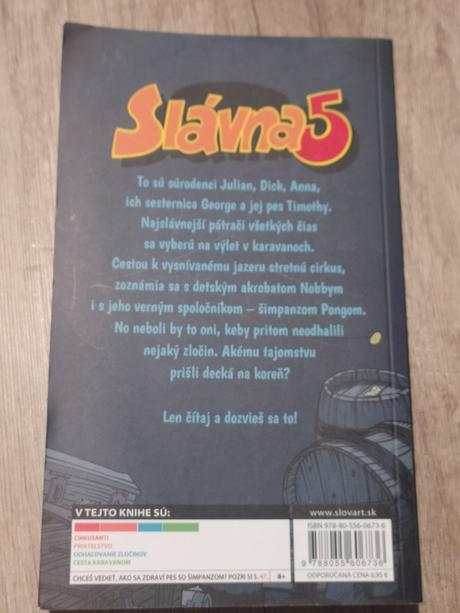 Slávna5
To sú súrodenci Julian, Dick, Anna,
ich sesternica George a jej pes Timothy.
Najslávnejší pátrači všetkých čias
sa vyberú na výlet v karavanoch.
Cestou k vysnívanému jazeru stretnú cirkus,
zoznámia sa s detským akrobatom Nobbym
i s jeho verným spoločníkom – šimpanzom Pongom.
No neboli by to oni, keby pritom neodhalili
nejaký zločin. Akému tajomstvu
prišli decká na koreň?
Len čítaj a dozvieš sa to!
V TEJTO KNIHE SÚ:
CIRKUSANTI
PRIATEĽSTVO
ODHAĽOVANIE ZLOČINOV
CESTA KARAVANOM
CHCEŠ VEDIEŤ, AKO SA ZDRAVÍ PES SO ŠIMPANZOM? POZRI SI S. 47.
8+
www.slovart.sk
ISBN 978-80-556-0673-6
9 788055 606736
ODPORÚČANÁ CENA 6,95 €